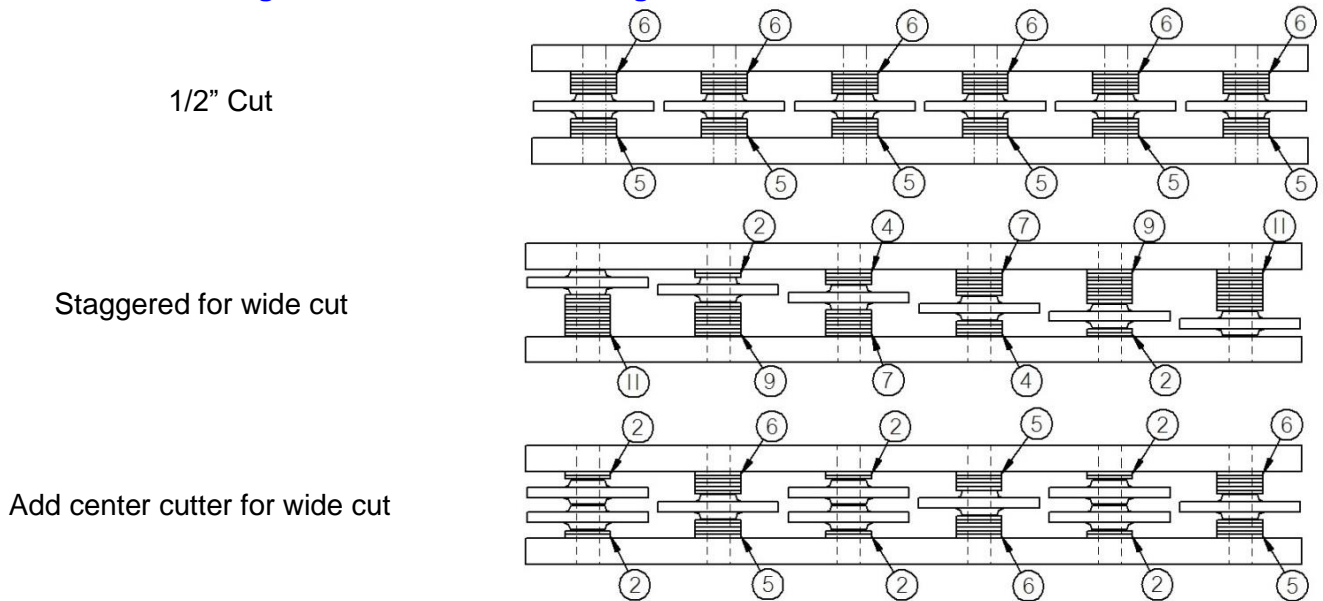 6 6 6 6 6 6
1/2” Cut
5 5 5 5 5 5
2 4 7 9 11
Staggered for wide cut
11 9 7 4 2
2 6 2 5 2 6
Add center cutter for wide cut
2 5 2 6 2 5